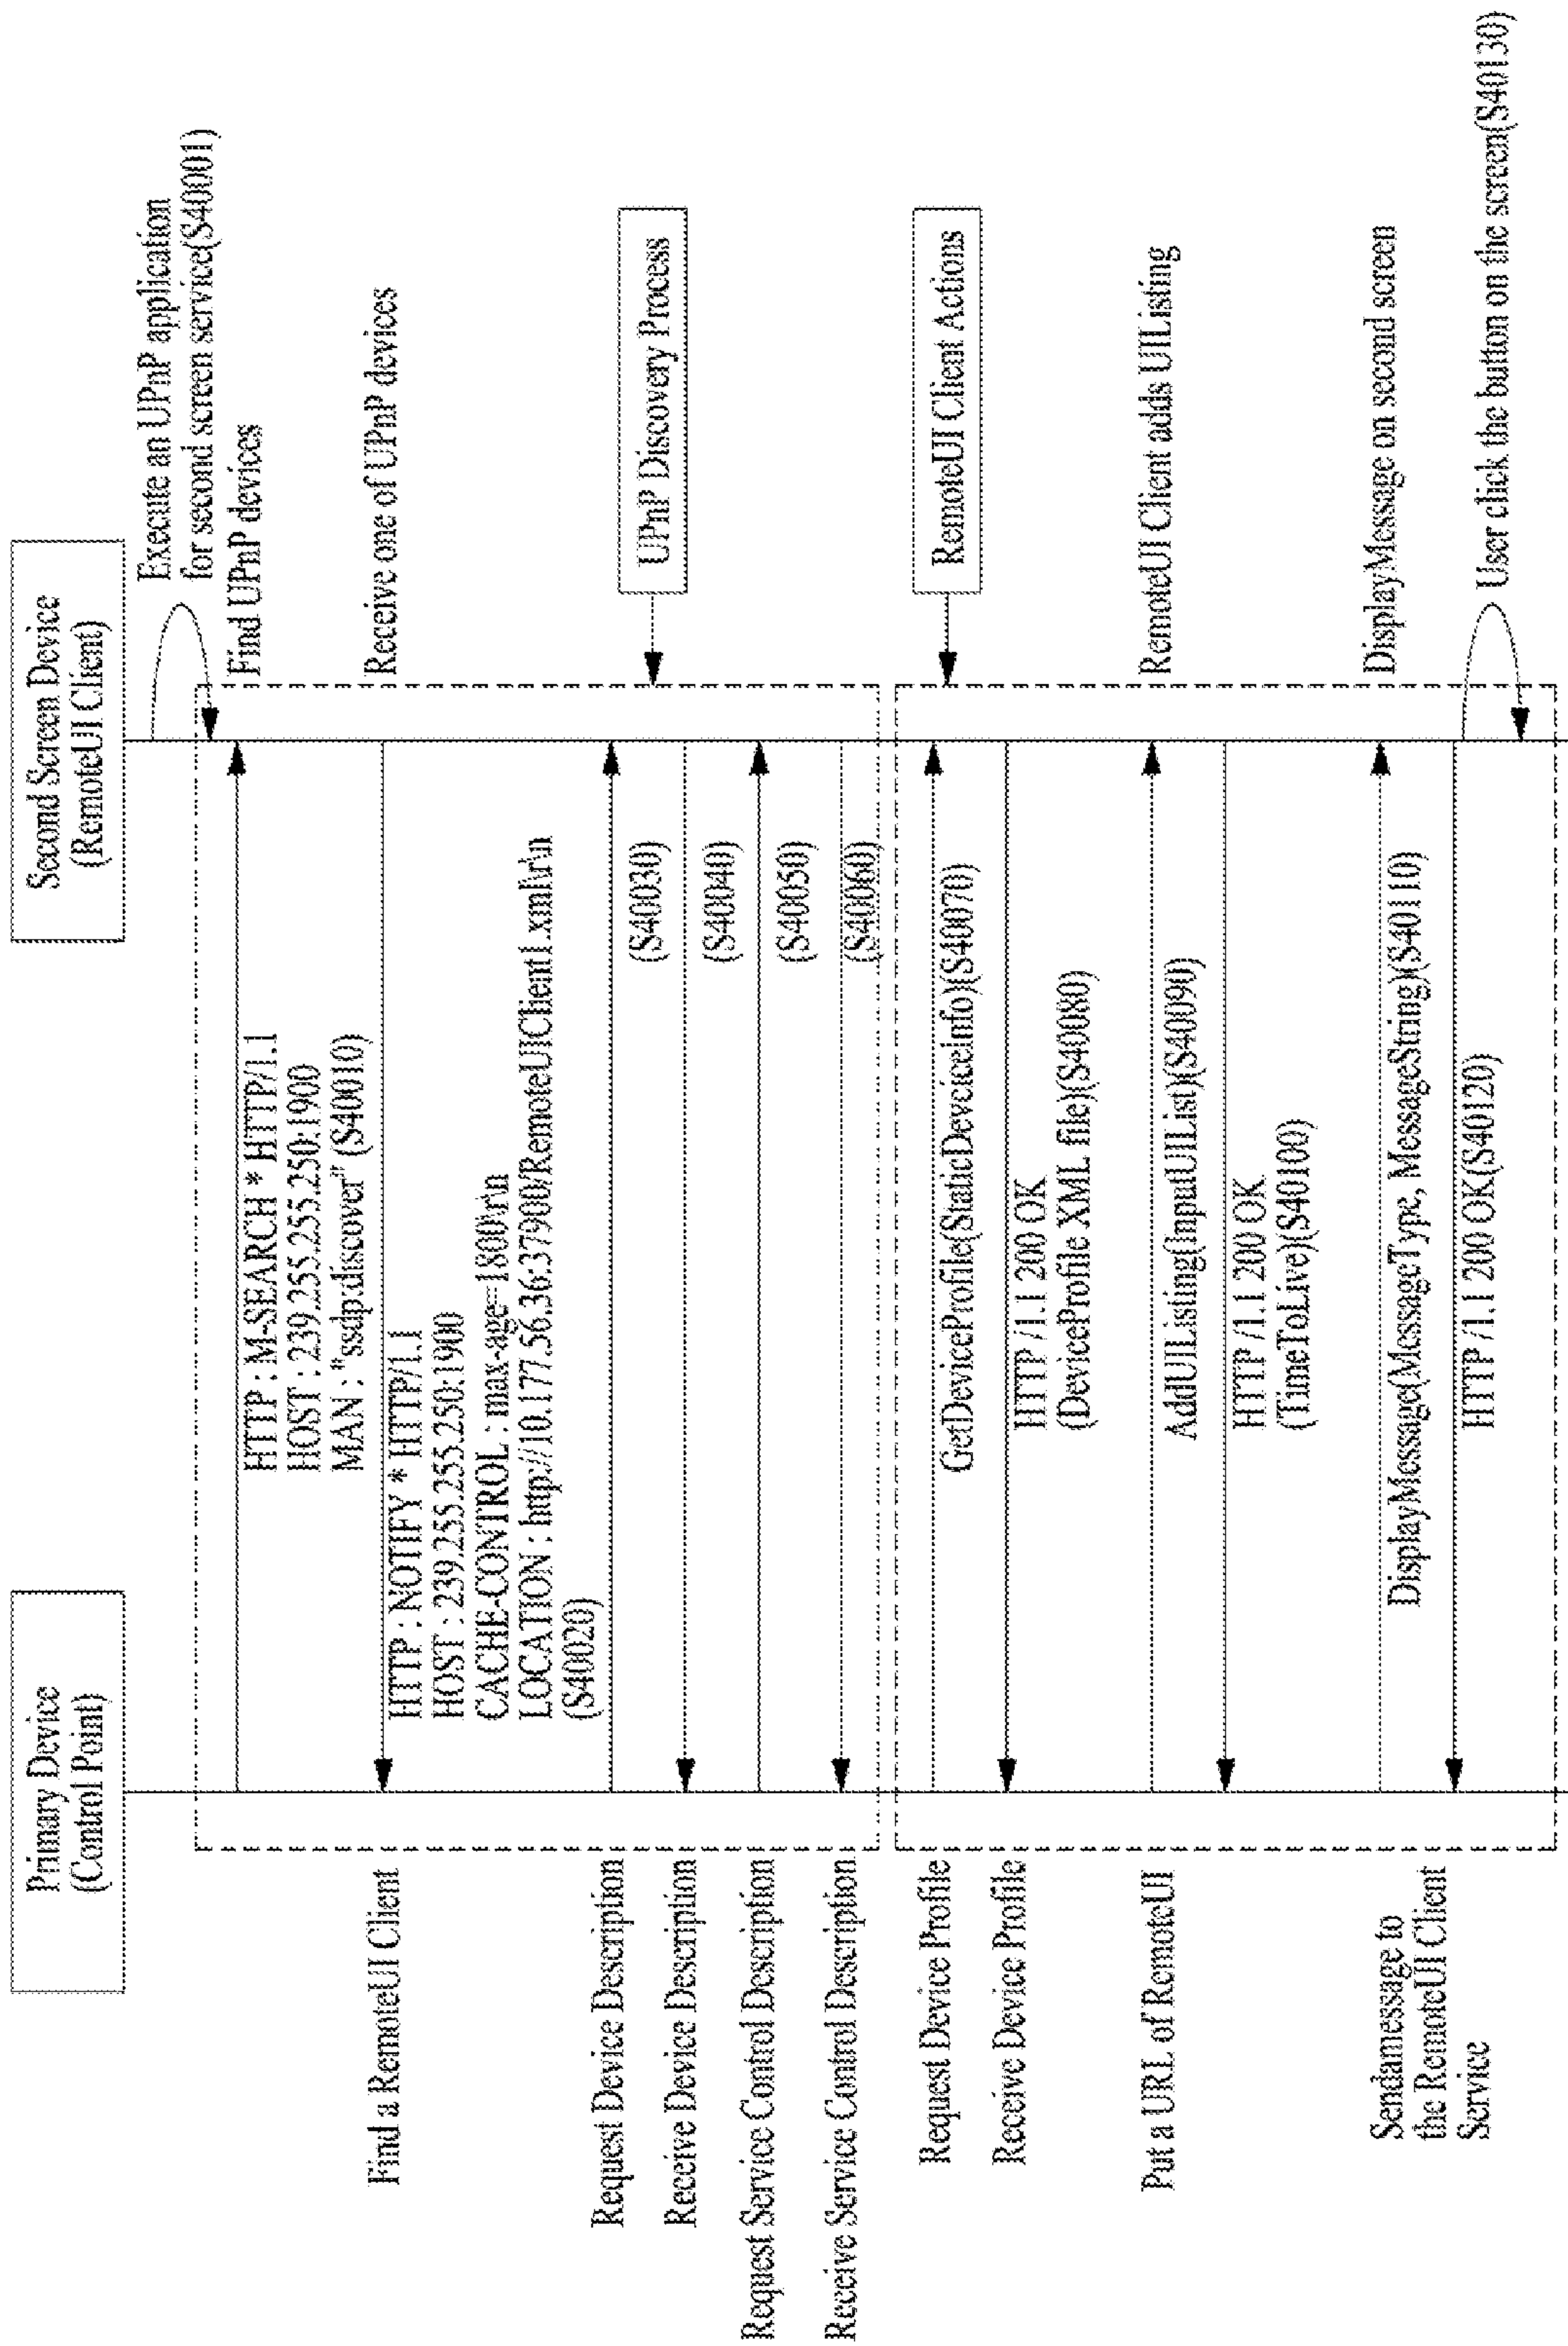 Primary Device
(Control Point)
Second Screen Device
(RemoteUI Client)
Execute an UPnP application
for second screen service(S40001)
Find UPnP devices
HTTP : M-SEARCH * HTTP/1.1
HOST : 239.255.255.250:1900
MAN : "ssdp:discover" (S40010)
Find a RemoteUI Client
Receive one of UPnP devices
HTTP : NOTIFY * HTTP/1.1
HOST : 239.255.255.250:1900
CACHE-CONTROL : max-age=1800\r\n
LOCATION : http://10.177.56.36:37900/RemoteUIClient1.xml\r\n
(S40020)
Request Device Description
(S40030)
UPnP Discovery Process
Receive Device Description
(S40040)
Request Service Control Description
(S40050)
Receive Service Control Description
(S40060)
Request Device Profile
GetDeviceProfile(StaticDeviceInfo)(S40070)
RemoteUI Client Actions
Receive Device Profile
HTTP /1.1 200 OK
(DeviceProfile XML file)(S40080)
Put a URL of RemoteUI
AddUIListing(InputUIList)(S40090)
RemoteUI Client adds UIListing
HTTP /1.1 200 OK
(TimeToLive)(S40100)
Sendamessage to
the RemoteUI Client
Service
DisplayMessage(MessageType, MessageString)(S40110)
DisplayMessage on second screen
HTTP /1.1 200 OK(S40120)
User click the button on the screen(S40130)